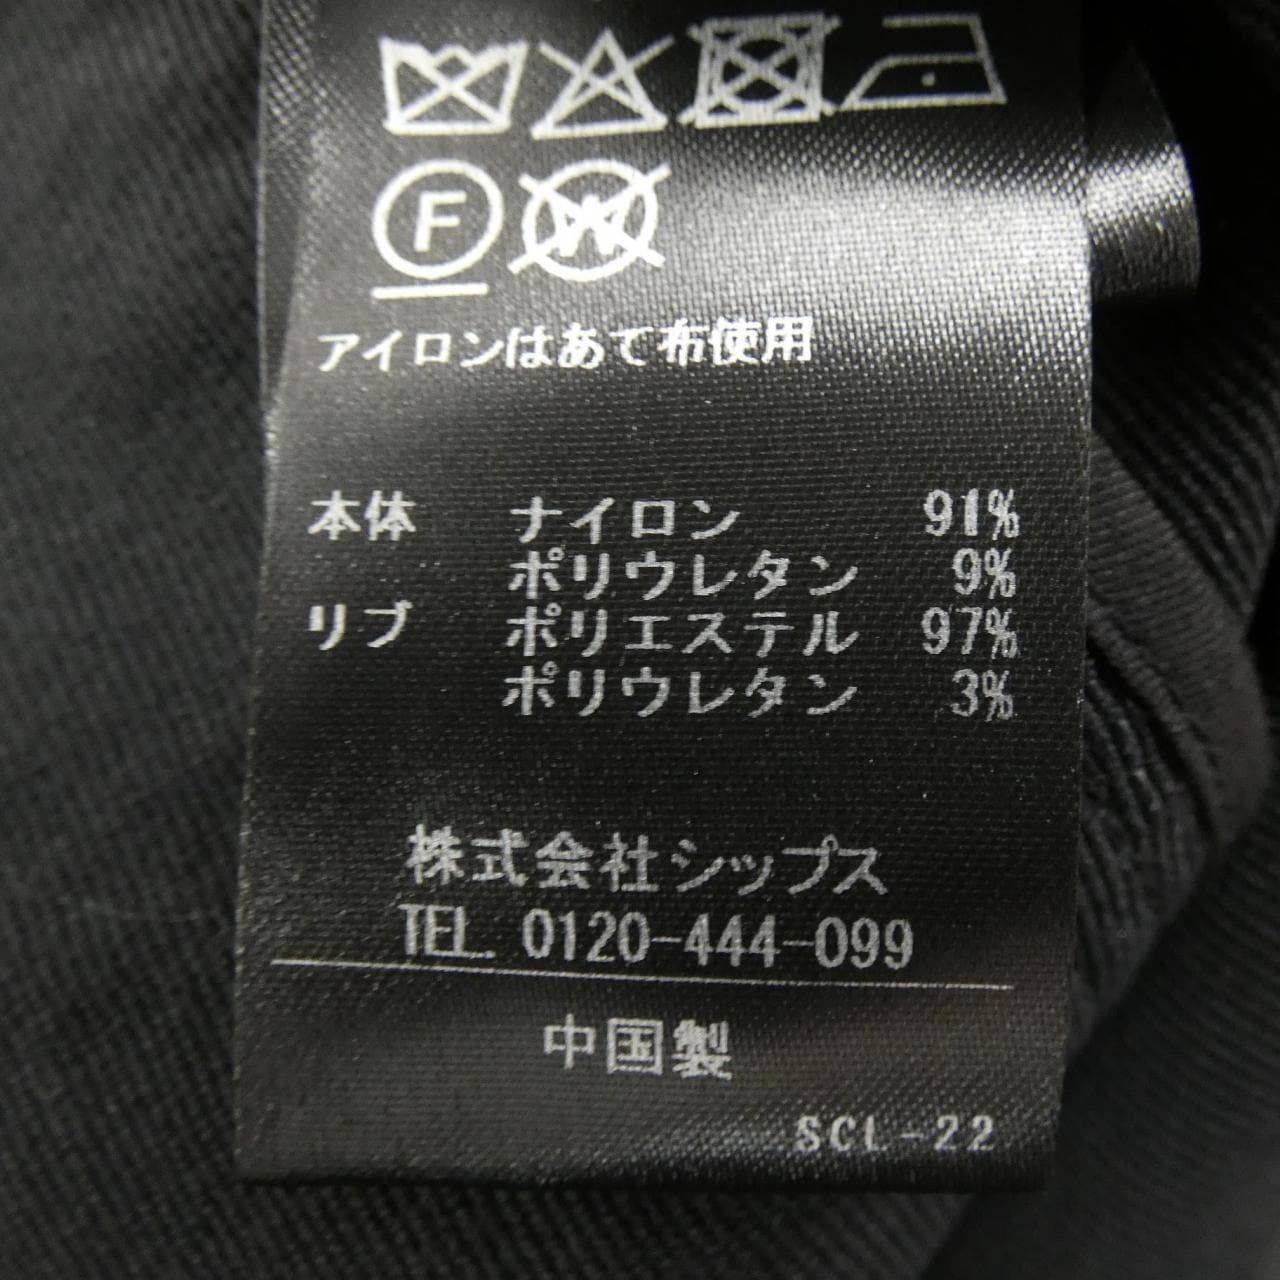 F W
アイロンはあて布使用
本体 ナイロン 91%
ポリウレタン 9%
リブ ポリエステル 97%
ポリウレタン 3%
株式会社シップス
TEL. 0120-444-099
中国製
SCL-22